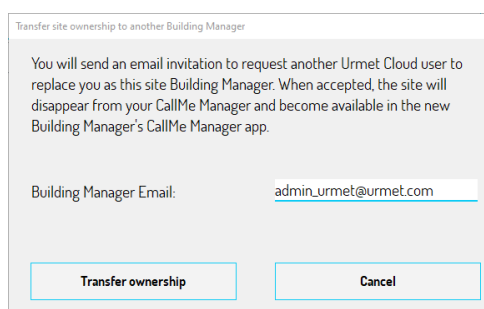 Transfer site ownership to another Building Manager
You will send an email invitation to request another Urmet Cloud user to
replace you as this site Building Manager. When accepted, the site will
disappear from your CallMe Manager and become available in the new
Building Manager's CallMe Manager app.
Building Manager Email: admin_urmet@urmet.com
Transfer ownership Cancel